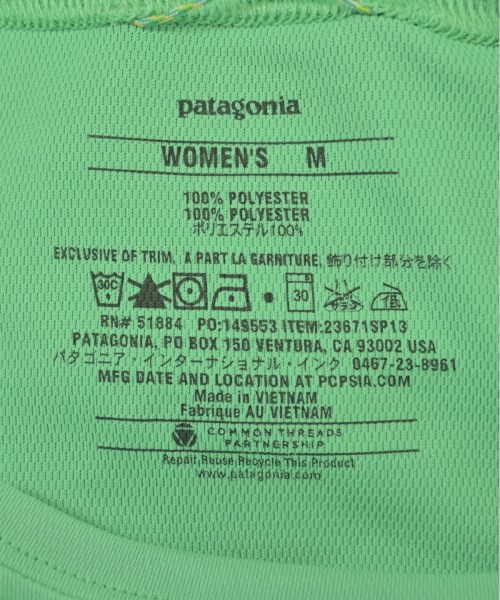 patagonia
WOMEN'S M
100% POLYESTER
100% POLYESTER
ポリエステル100%
EXCLUSIVE OF TRIM. A PART LA GARNITURE. 飾り付け部分を除く
30C 30 低
RN# 51884 PO:149553 ITEM:23671SP13
PATAGONIA, PO BOX 150 VENTURA, CA 93002 USA
パタゴニア・インターナショナル・インク 0467-23-8961
MFG DATE AND LOCATION AT PCPSIA.COM
Made in VIETNAM
Fabrique AU VIETNAM
COMMON THREADS
PARTNERSHIP
Repair Reuse Recycle This Product
www.patagonia.com